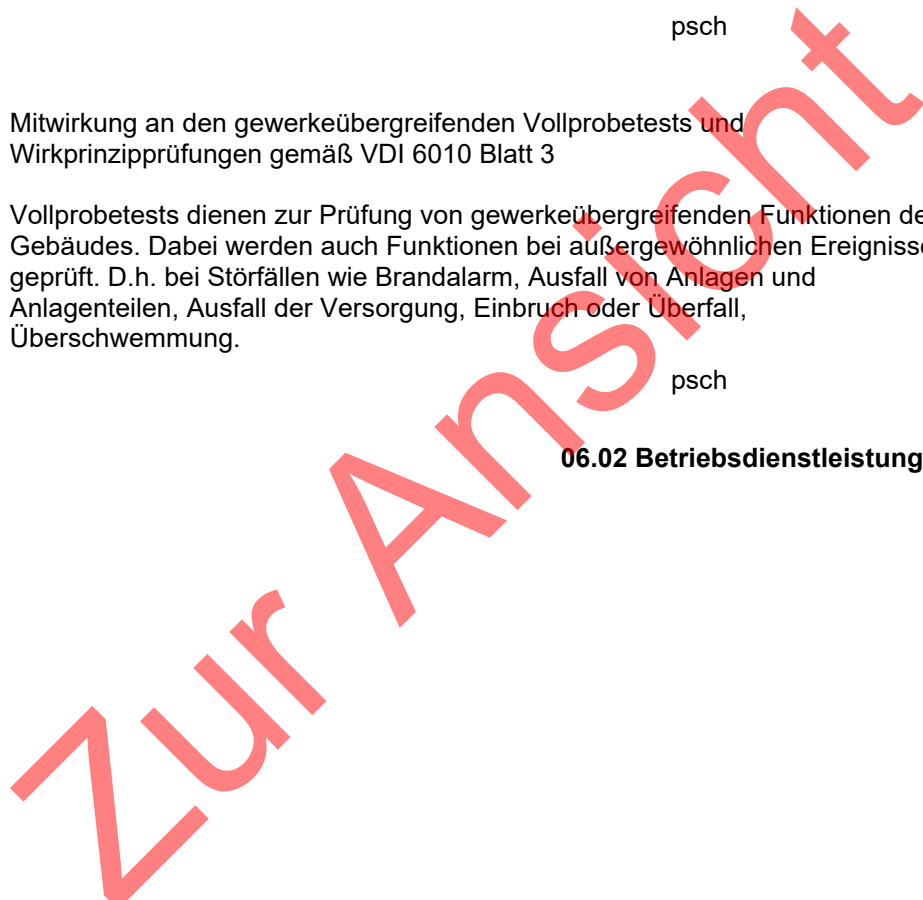 psch
Mitwirkung an den gewerkeübergreifenden Vollprobetests und
Wirkprinzipprüfungen gemäß VDI 6010 Blatt 3
Vollprobetests dienen zur Prüfung von gewerkeübergreifenden Funktionen de
Gebäudes. Dabei werden auch Funktionen bei außergewöhnlichen Ereignisse
geprüft. D.h. bei Störfällen wie Brandalarm, Ausfall von Anlagen und
Anlagenteilen, Ausfall der Versorgung, Einbruch oder Überfall,
Überschwemmung.
psch
06.02 Betriebsdienstleistung
Zur Ansicht